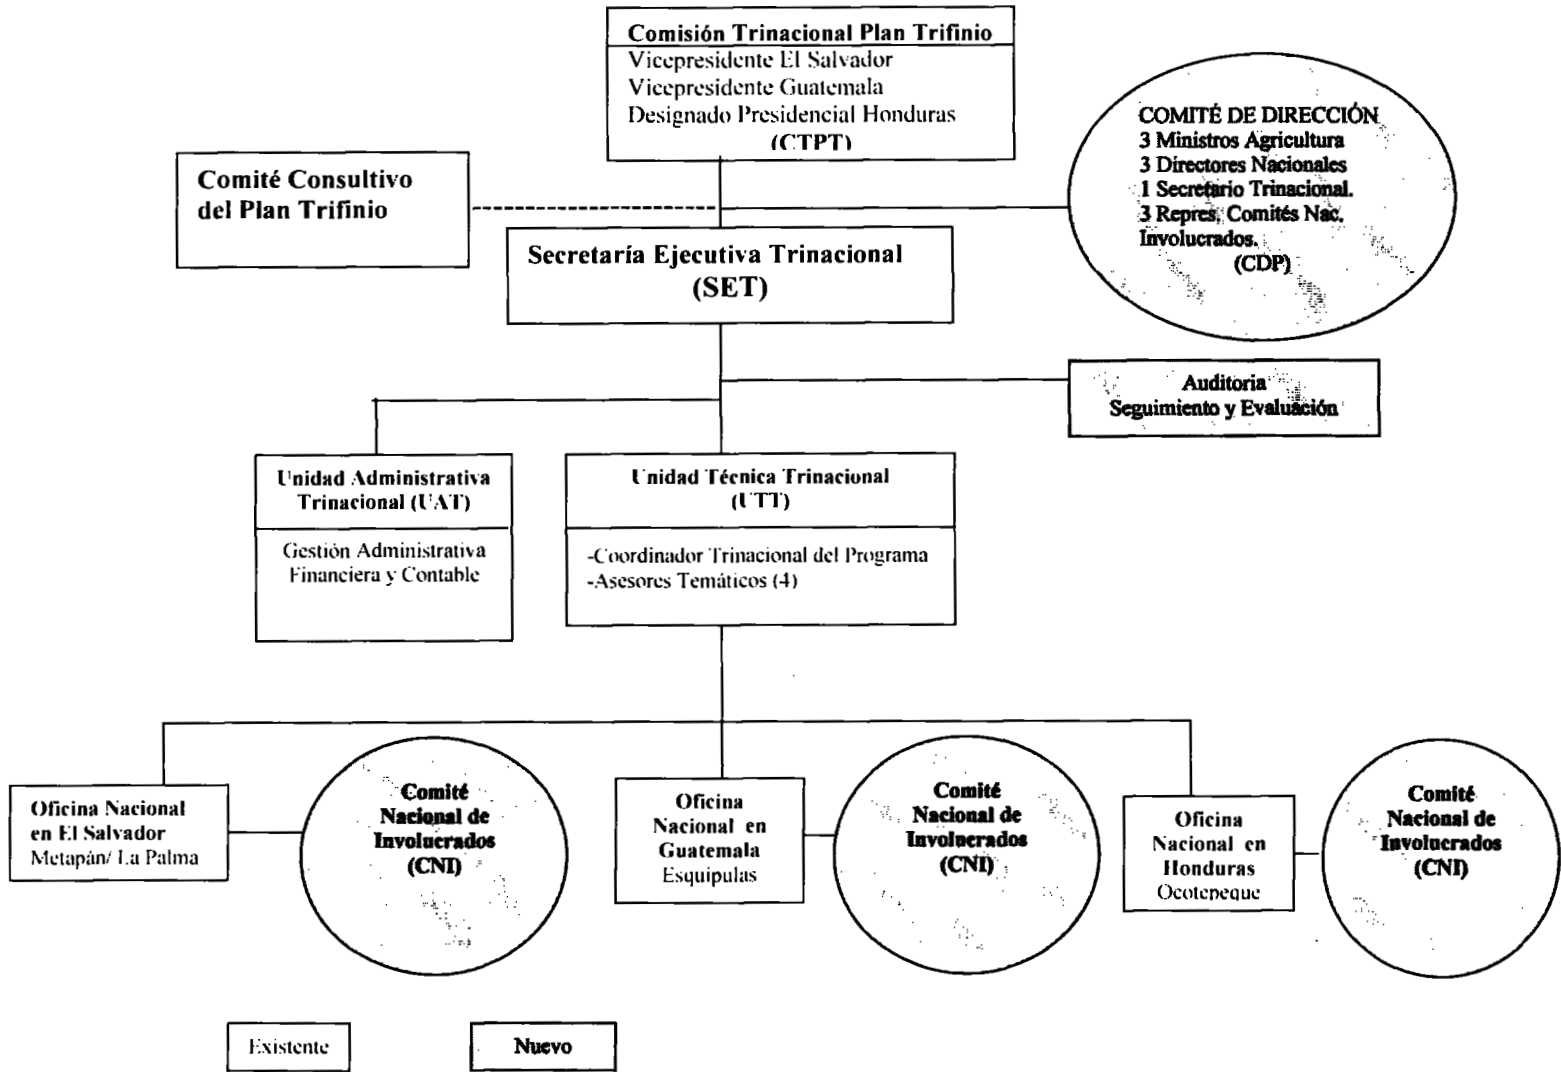 Comisión Trinacional Plan Trifinio
Vicepresidente El Salvador
Vicepresidente Guatemala
Designado Presidencial Honduras
(CTPT)
COMITÉ DE DIRECCIÓN
3 Ministros Agricultura
3 Directores Nacionales
1 Secretario Trinacional.
3 Repres. Comités Nac.
Involucrados.
(CDP)
Comité Consultivo
del Plan Trifinio
Secretaría Ejecutiva Trinacional
(SET)
Auditoria
Seguimiento y Evaluación
Unidad Administrativa
Trinacional (UAT)
Gestión Administrativa
Financiera y Contable
Unidad Técnica Trinacional
(UTT)
-Coordinador Trinacional del Programa
-Asesores Temáticos (4)
Oficina Nacional
en El Salvador
Metapán/ La Palma
Comité
Nacional de
Involucrados
(CNI)
Oficina
Nacional en
Guatemala
Esquipulas
Comité
Nacional de
Involucrados
(CNI)
Oficina
Nacional en
Honduras
Ocotepeque
Comité
Nacional de
Involucrados
(CNI)
Existente
Nuevo